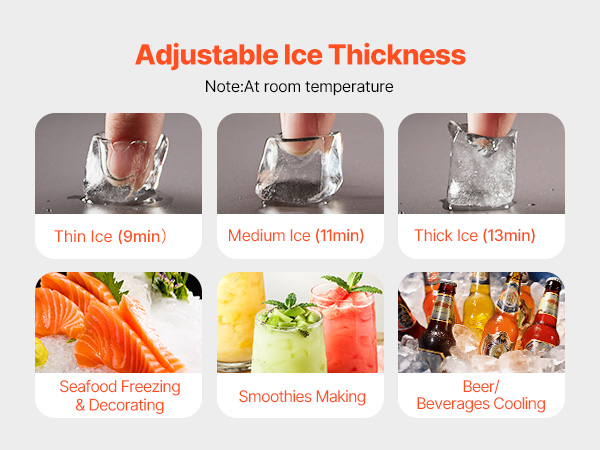 Adjustable Ice Thickness
Note:At room temperature
Thin Ice (9min）
Medium Ice (11min)
Thick Ice (13min)
Seafood Freezing
& Decorating
Smoothies Making
Beer/
Beverages Cooling